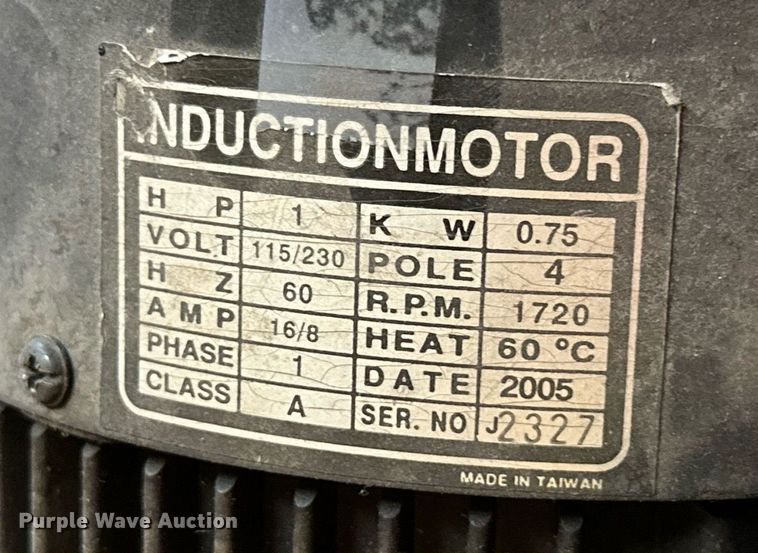 INDUCTIONMOTOR
H P 1 K W 0.75
VOLT 115/230 POLE 4
H Z 60 R.P.M. 1720
AMP 16/8 HEAT 60 °C
PHASE 1 DATE 2005
CLASS A SER. NO J2327
MADE IN TAIWAN
Purple Wave Auction